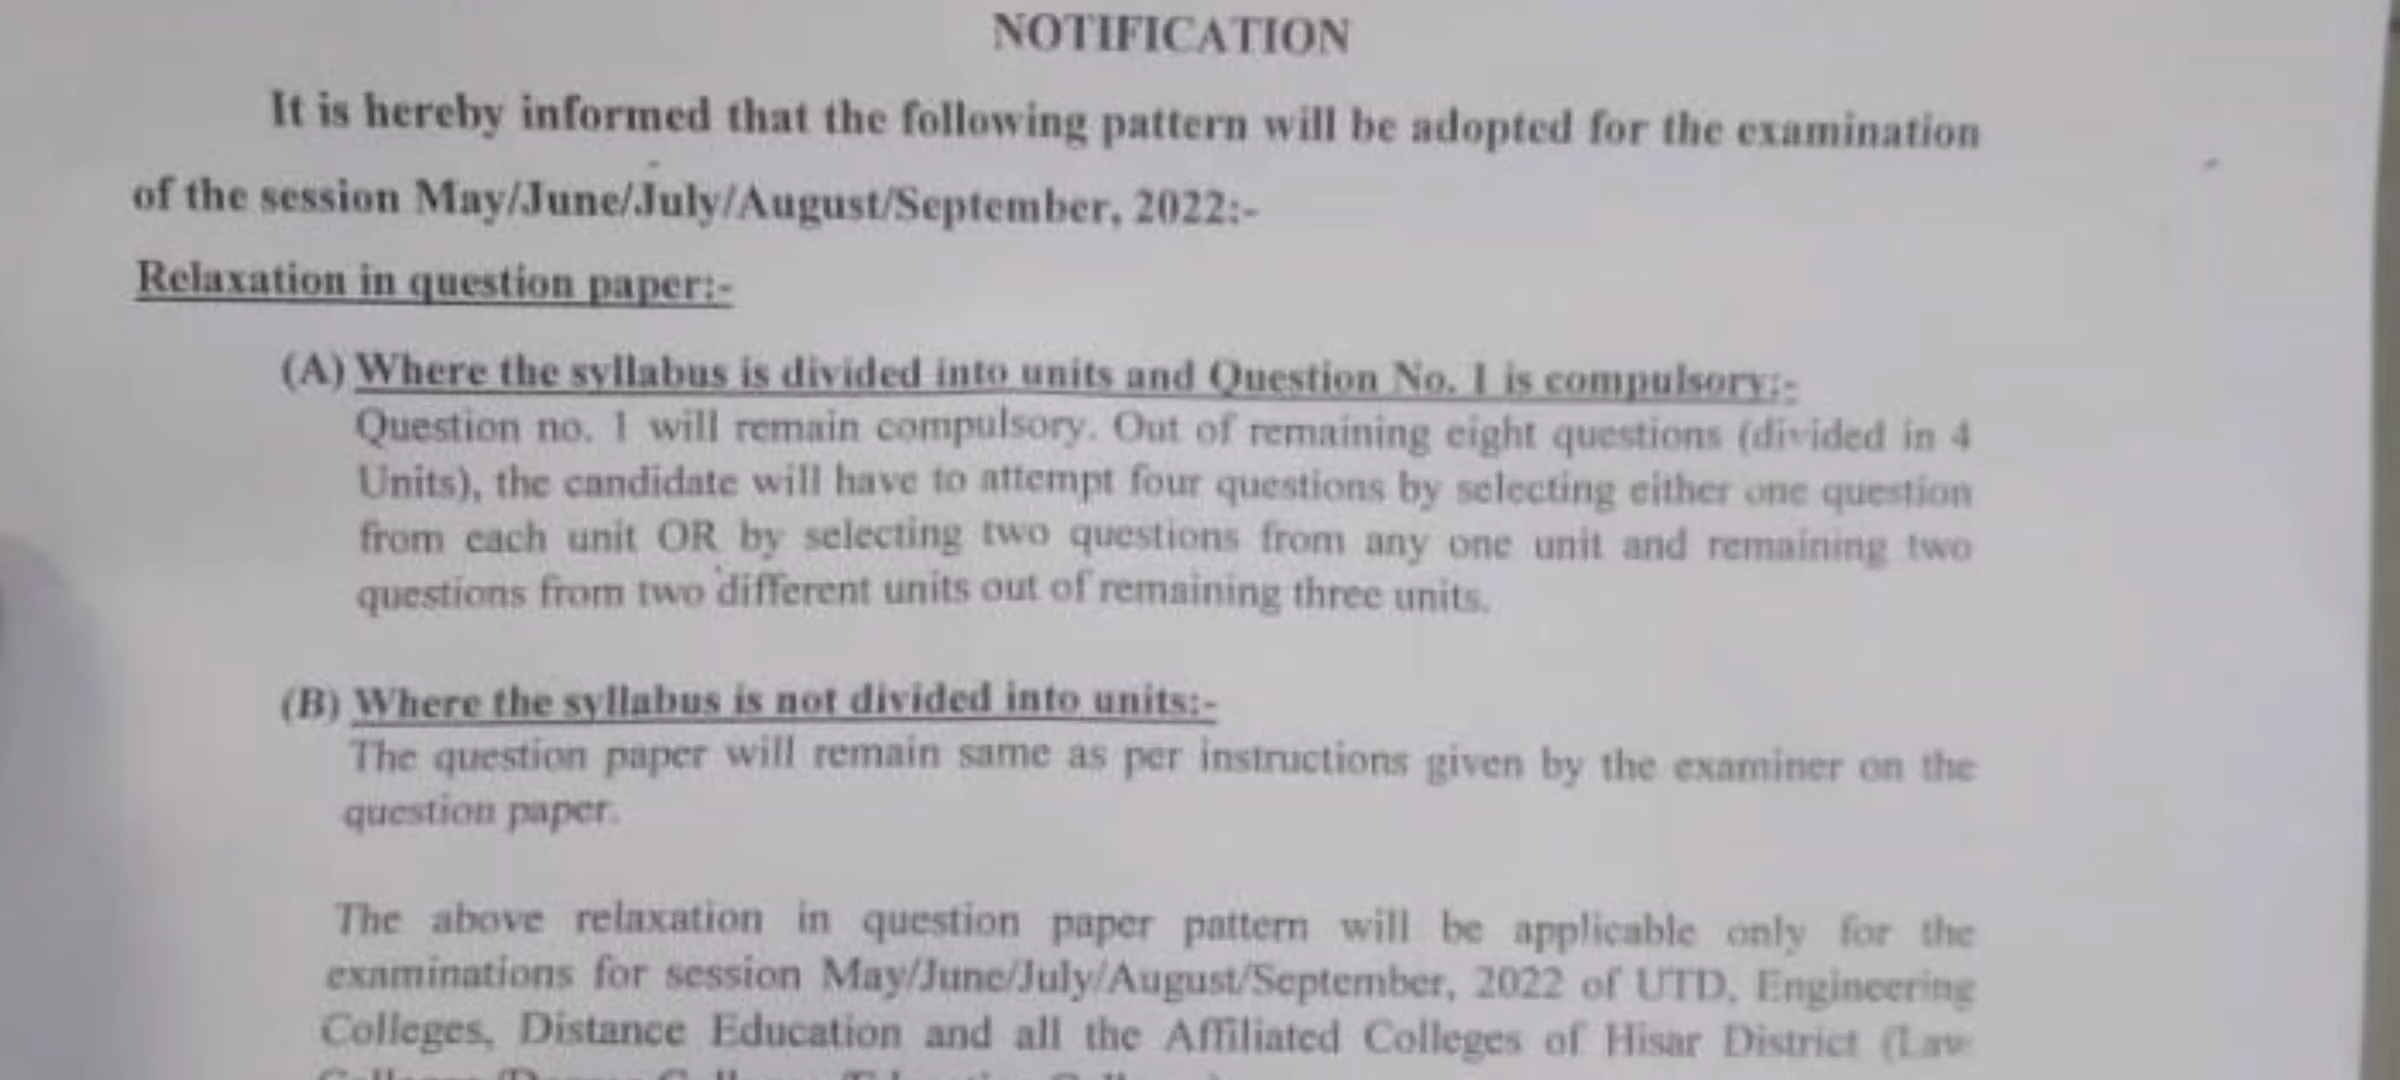 NOTIFICATION
It is hereby informed that the following pattern will be adopted for the examination
of the session May/June/July/August/September, 2022:-
Relaxation in question paper:-
(A) Where the syllabus is divided into units and Question No. 1 is compulsory:-
Question no. 1 will remain compulsory. Out of remaining eight questions (divided in 4
Units), the candidate will have to attempt four questions by selecting either one question
from each unit OR by selecting two questions from any one unit and remaining two
questions from two different units out of remaining three units.
(B) Where the syllabus is not divided into units:-
The question paper will remain same as per instructions given by the examiner on the
question paper.
The above relaxation in question paper pattern will be applicable only for the
examinations for session May/June/July/August/September, 2022 of UTD, Engineering
Colleges, Distance Education and all the Affiliated Colleges of Hisar District (Law